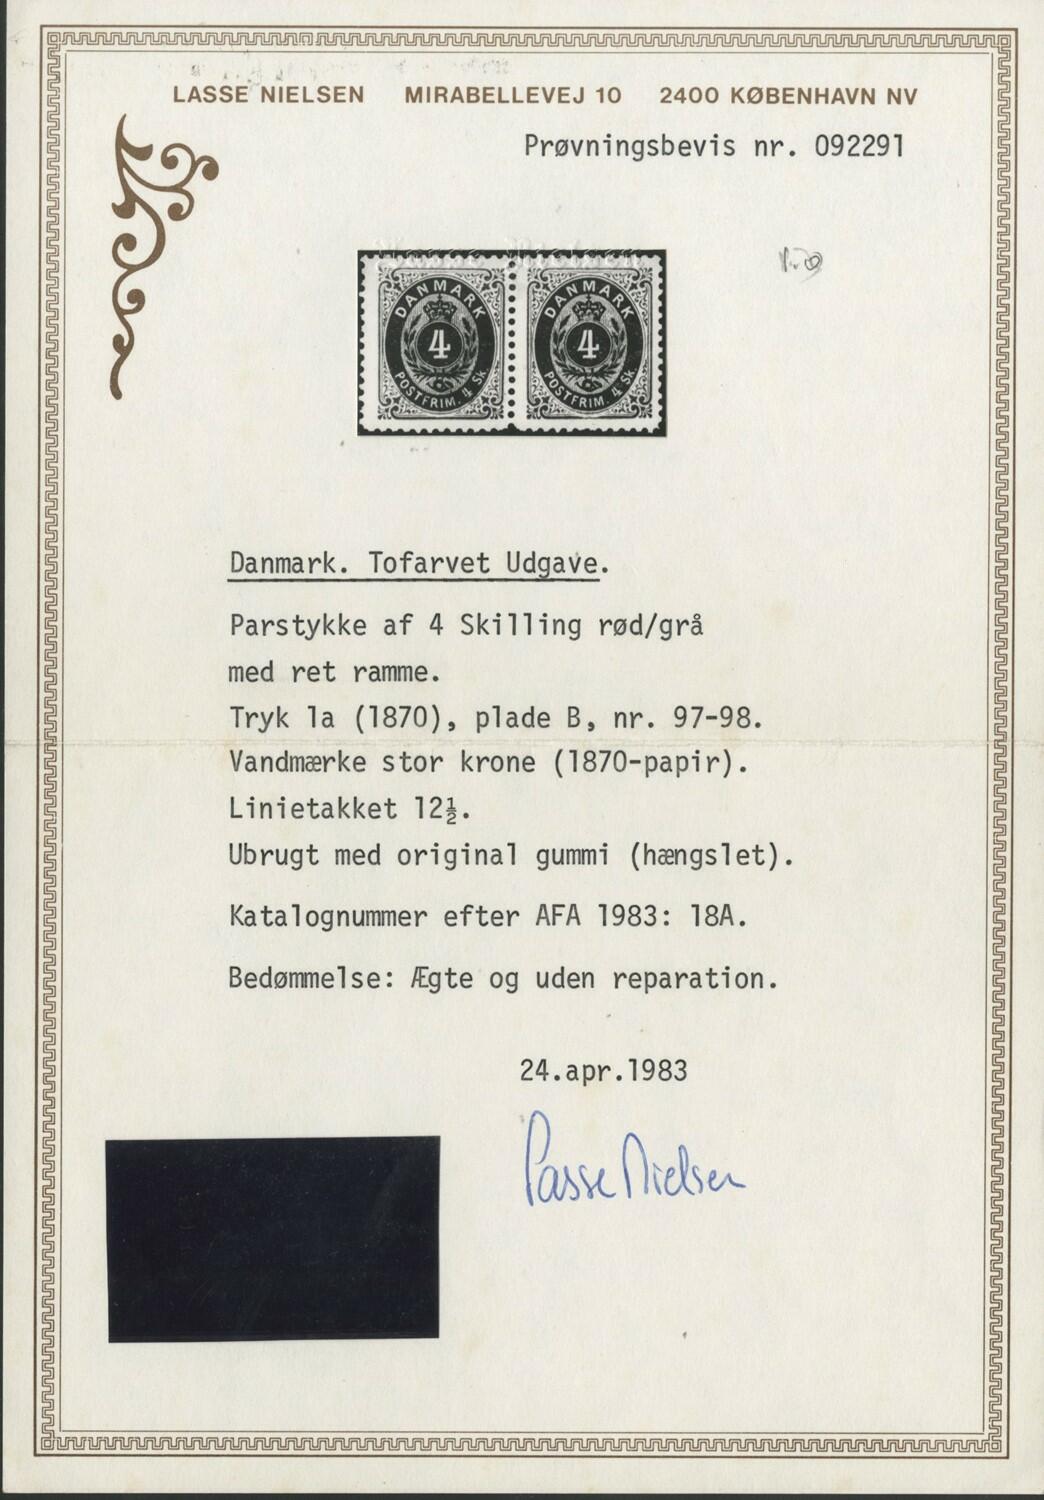 LASSE NIELSEN MIRABELLEVEJ 10 2400 KØBENHAVN NV
Prøvningsbevis nr. 092291
Lasse Nielsen
DANMARK 4 POSTFRIM. 4 Sk
DANMARK 4 POSTFRIM. 4 Sk
Danmark. Tofarvet Udgave.
Parstykke af 4 Skilling rød/grå
med ret ramme.
Tryk 1a (1870), plade B, nr. 97-98.
Vandmærke stor krone (1870-papir).
Linietakket 12½.
Ubrugt med original gummi (hængslet).
Katalognummer efter AFA 1983: 18A.
Bedømmelse: Ægte og uden reparation.
24.apr.1983
Lasse Nielsen